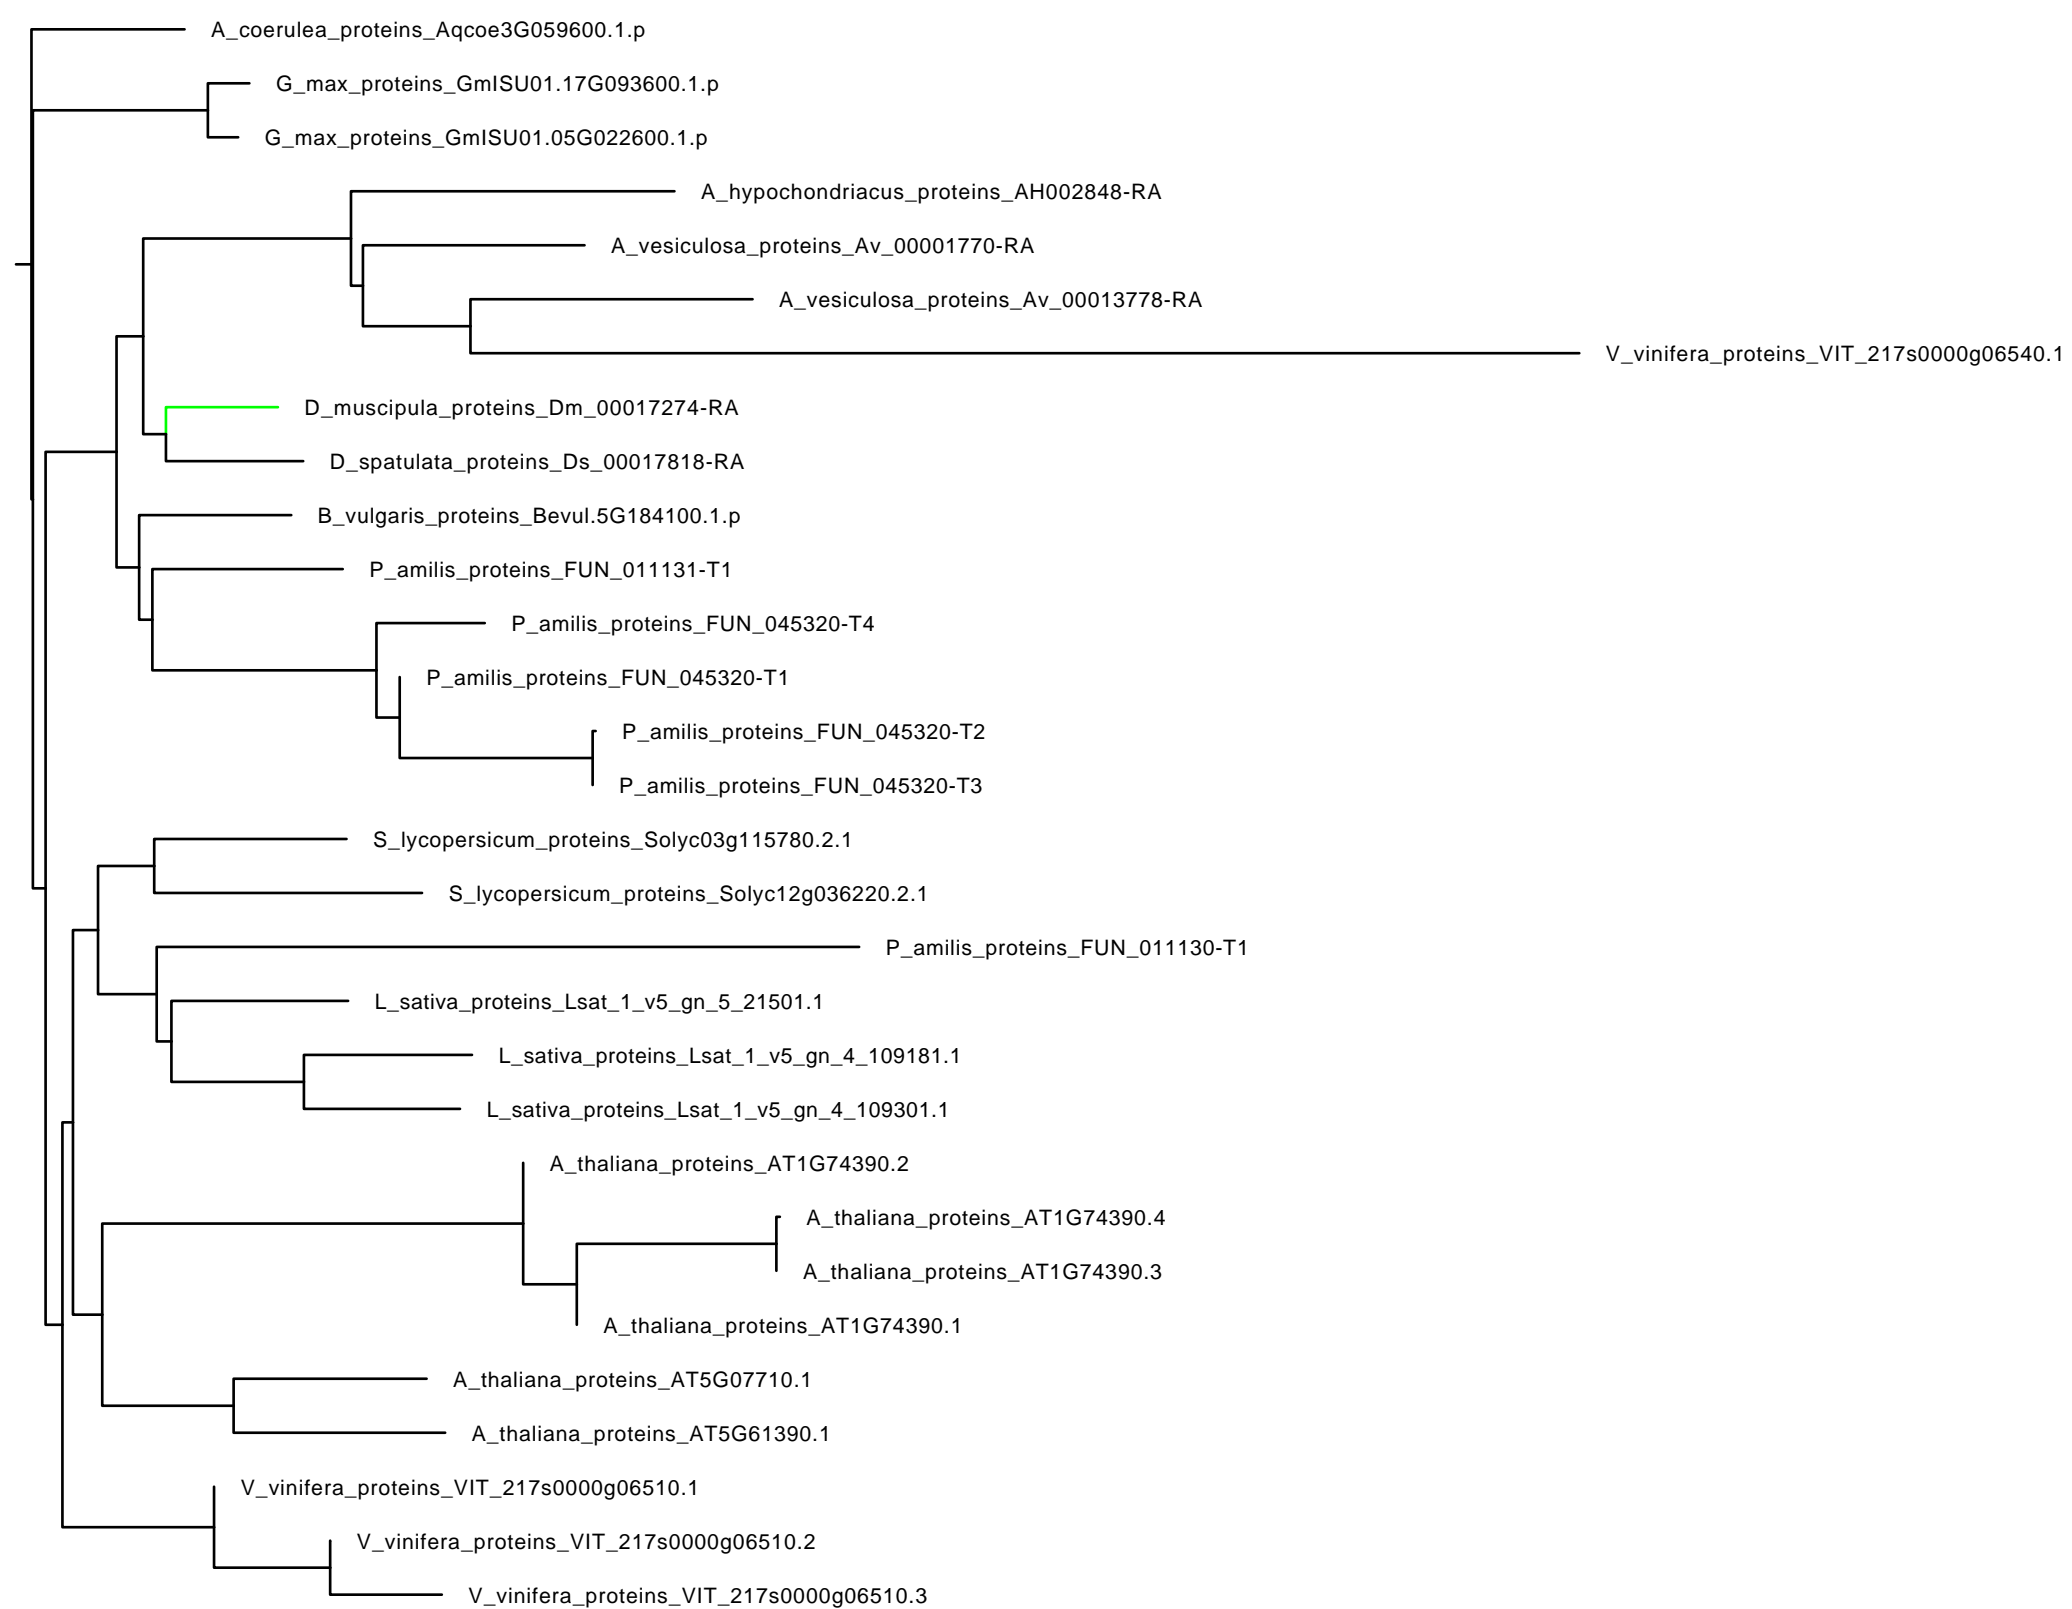 A_coerulea_proteins_Aqcoe3G059600.1.p
G_max_proteins_GmISU01.17G093600.1.p
G_max_proteins_GmISU01.05G022600.1.p
A_hypochondriacus_proteins_AH002848-RA
A_vesiculosa_proteins_Av_00001770-RA
A_vesiculosa_proteins_Av_00013778-RA
V_vinifera_proteins_VIT_217s0000g06540.1
D_muscipula_proteins_Dm_00017274-RA
D_spatulata_proteins_Ds_00017818-RA
B_vulgaris_proteins_Bevul.5G184100.1.p
P_amilis_proteins_FUN_011131-T1
P_amilis_proteins_FUN_045320-T4
P_amilis_proteins_FUN_045320-T1
P_amilis_proteins_FUN_045320-T2
P_amilis_proteins_FUN_045320-T3
S_lycopersicum_proteins_Solyc03g115780.2.1
S_lycopersicum_proteins_Solyc12g036220.2.1
P_amilis_proteins_FUN_011130-T1
L_sativa_proteins_Lsat_1_v5_gn_5_21501.1
L_sativa_proteins_Lsat_1_v5_gn_4_109181.1
L_sativa_proteins_Lsat_1_v5_gn_4_109301.1
A_thaliana_proteins_AT1G74390.2
A_thaliana_proteins_AT1G74390.4
A_thaliana_proteins_AT1G74390.3
A_thaliana_proteins_AT1G74390.1
A_thaliana_proteins_AT5G07710.1
A_thaliana_proteins_AT5G61390.1
V_vinifera_proteins_VIT_217s0000g06510.1
V_vinifera_proteins_VIT_217s0000g06510.2
V_vinifera_proteins_VIT_217s0000g06510.3